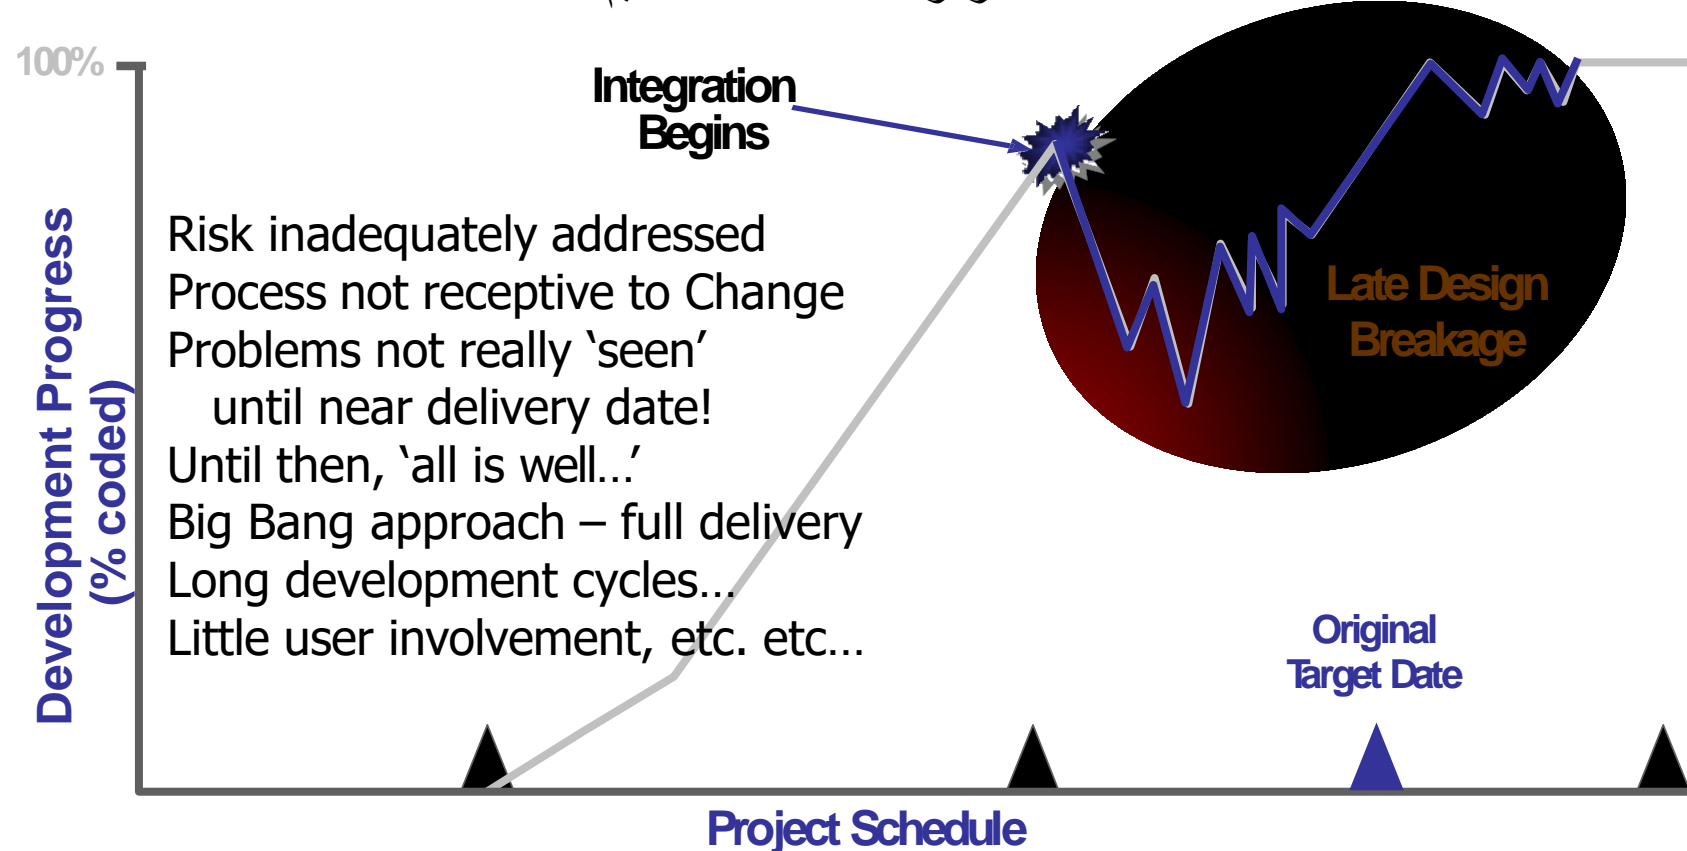 100%
Integration
Begins
Risk inadequately addressed
Process not receptive to Change
Problems not really ‘seen’
until near delivery date!
Until then, ‘all is well…’
Big Bang approach – full delivery
Long development cycles…
Little user involvement, etc. etc…
Late Design
Breakage
Original
Target Date
Development Progress
(% coded)
Project Schedule